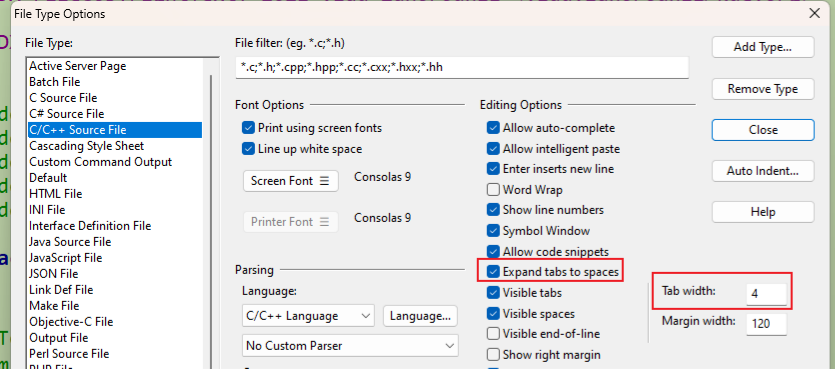 File Type Options
File Type:
Active Server Page
Batch File
C Source File
C# Source File
C/C++ Source File
Cascading Style Sheet
Custom Command Output
Default
HTML File
INI File
Interface Definition File
Java Source File
JavaScript File
JSON File
Link Def File
Make File
Objective-C File
Output File
Perl Source File
File filter: (eg. *.c;*.h)
*.c;*.h;*.cpp;*.hpp;*.cc;*.cxx;*.hxx;*.hh
Font Options
Print using screen fonts
Line up white space
Screen Font
Consolas 9
Printer Font
Consolas 9
Parsing
Language:
C/C++ Language
Language...
No Custom Parser
Editing Options
Allow auto-complete
Allow intelligent paste
Enter inserts new line
Word Wrap
Show line numbers
Symbol Window
Allow code snippets
Expand tabs to spaces
Visible tabs
Visible spaces
Visible end-of-line
Show right margin
Tab width:
4
Margin width:
120
Add Type...
Remove Type
Close
Auto Indent...
Help